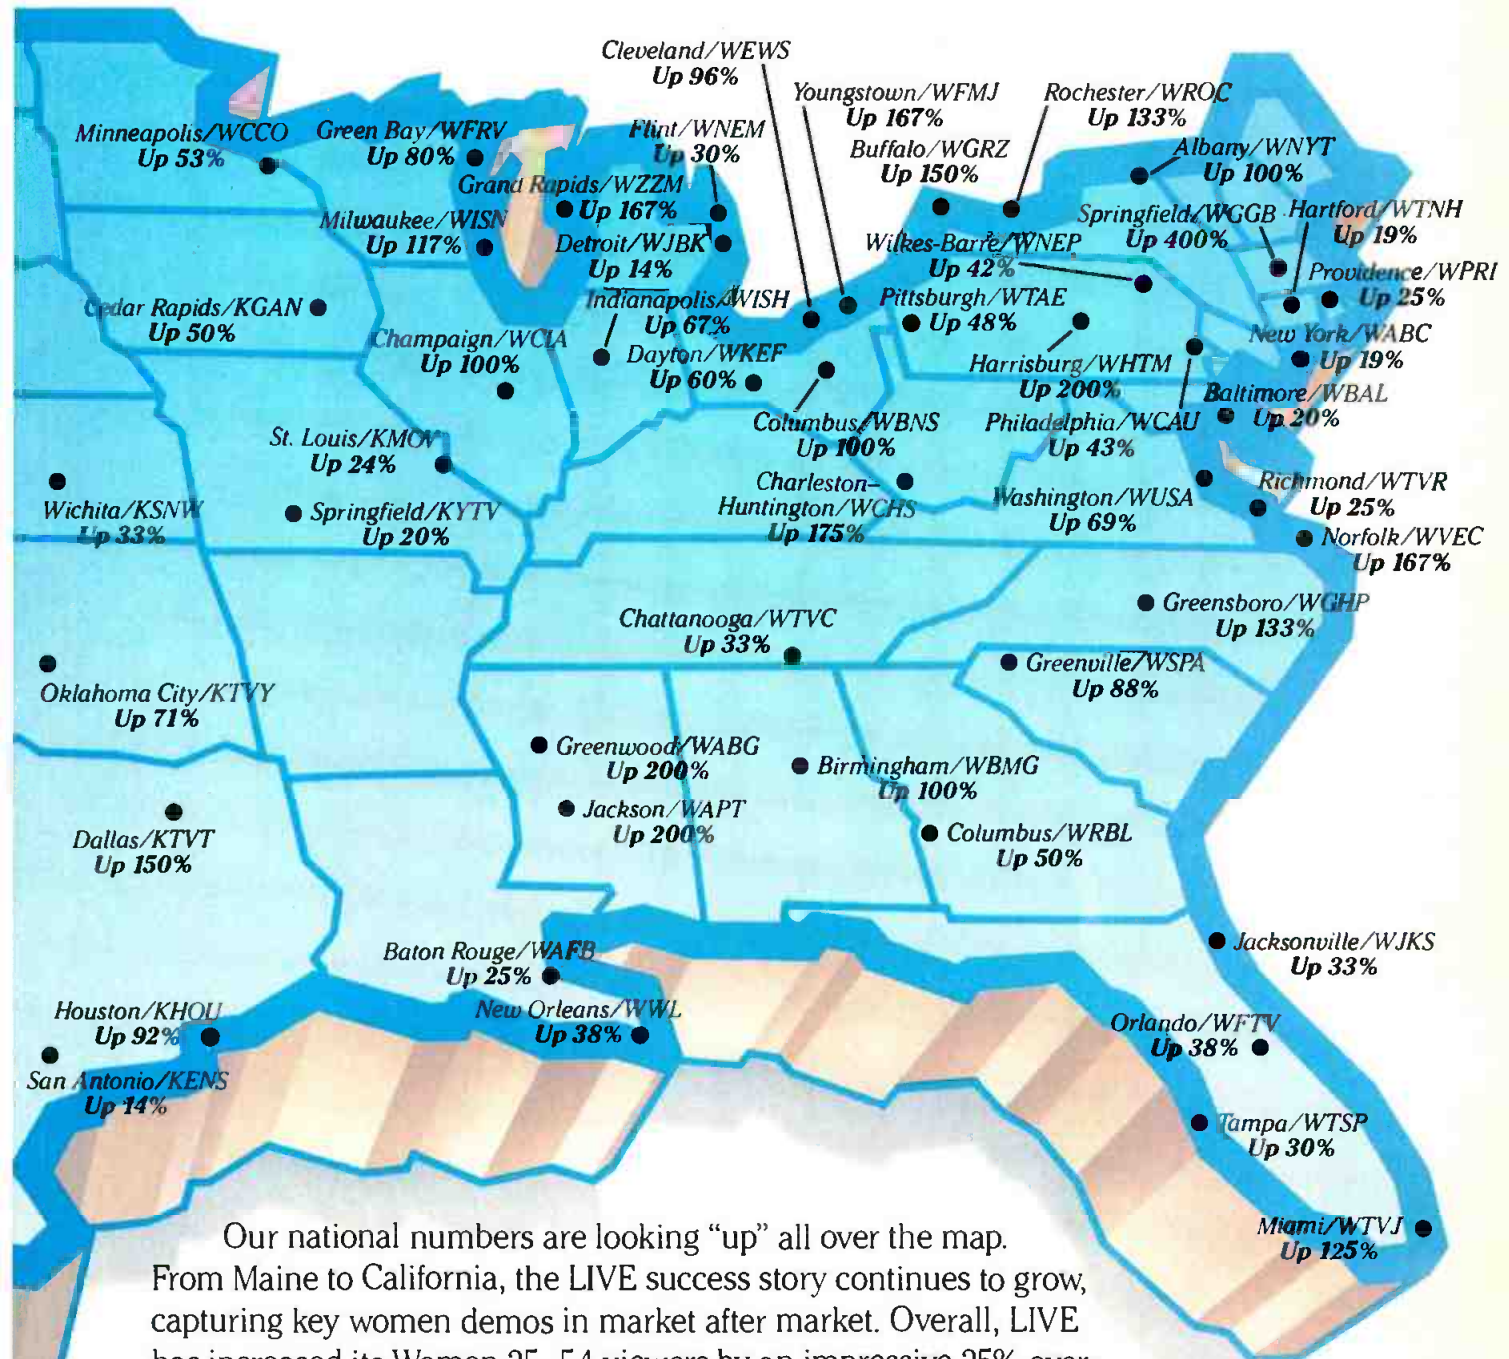 Cleveland/WEWS
Up 96%
Youngstown/WFMJ
Up 167%
Rochester/WROC
Up 133%
Minneapolis/WCCO
Up 53%
Green Bay/WFRV
Up 80%
Flint/WNEM
Up 30%
Buffalo/WGRZ
Up 150%
Albany/WNYT
Up 100%
Grand Rapids/WZZM
Up 167%
Milwaukee/WISN
Up 117%
Detroit/WJBK
Up 14%
Wilkes-Barre/WNEP
Up 42%
Springfield/WGGB
Up 400%
Hartford/WTNH
Up 19%
Providence/WPRI
Up 25%
Cedar Rapids/KGAN
Up 50%
Indianapolis/WISH
Up 67%
Pittsburgh/WTAE
Up 48%
Champaign/WCIA
Up 100%
Dayton/WKEF
Up 60%
Harrisburg/WHTM
Up 200%
New York/WABC
Up 19%
Baltimore/WBAL
Up 20%
St. Louis/KMOV
Up 24%
Columbus/WBNS
Up 100%
Philadelphia/WCAU
Up 43%
Wichita/KSNW
Up 33%
Springfield/KYTV
Up 20%
Charleston–
Huntington/WCHS
Up 175%
Washington/WUSA
Up 69%
Richmond/WTVR
Up 25%
Norfolk/WVEC
Up 167%
Chattanooga/WTVC
Up 33%
Greensboro/WGHP
Up 133%
Oklahoma City/KTVY
Up 71%
Greenville/WSPA
Up 88%
Greenwood/WABG
Up 200%
Birmingham/WBMG
Up 100%
Dallas/KTVT
Up 150%
Jackson/WAPT
Up 200%
Columbus/WRBL
Up 50%
Baton Rouge/WAFB
Up 25%
Jacksonville/WJKS
Up 33%
Houston/KHOU
Up 92%
New Orleans/WWL
Up 38%
Orlando/WFTV
Up 38%
San Antonio/KENS
Up 14%
Tampa/WTSP
Up 30%
Miami/WTVJ
Up 125%
Our national numbers are looking “up” all over the map.
From Maine to California, the LIVE success story continues to grow,
capturing key women demos in market after market. Overall, LIVE
has increased its Women 25–54 viewers by an impressive 25% over